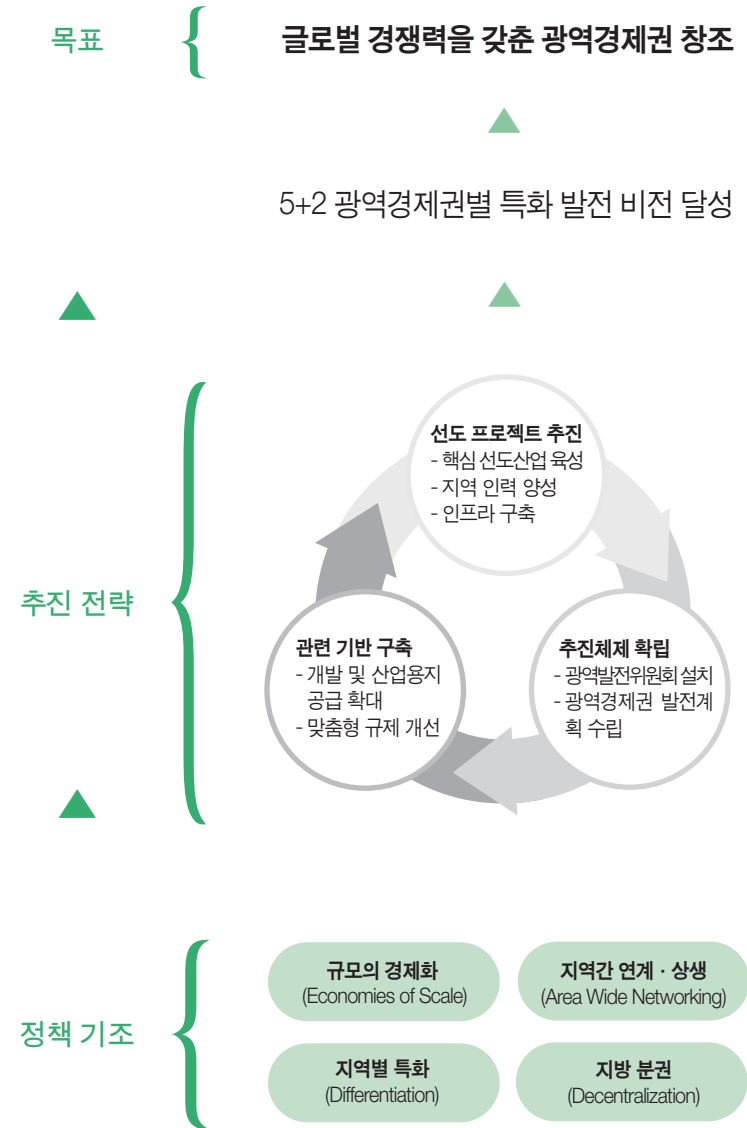 목표
글로벌 경쟁력을 갖춘 광역경제권 창조
5+2 광역경제권별 특화 발전 비전 달성
추진 전략
선도 프로젝트 추진
- 핵심 선도산업 육성
- 지역 인력 양성
- 인프라 구축
관련 기반 구축
- 개발 및 산업용지
공급 확대
- 맞춤형 규제 개선
추진체제 확립
- 광역발전위원회 설치
- 광역경제권 발전계
획 수립
정책 기조
규모의 경제화
(Economies of Scale)
지역간 연계 · 상생
(Area Wide Networking)
지역별 특화
(Differentiation)
지방 분권
(Decentralization)